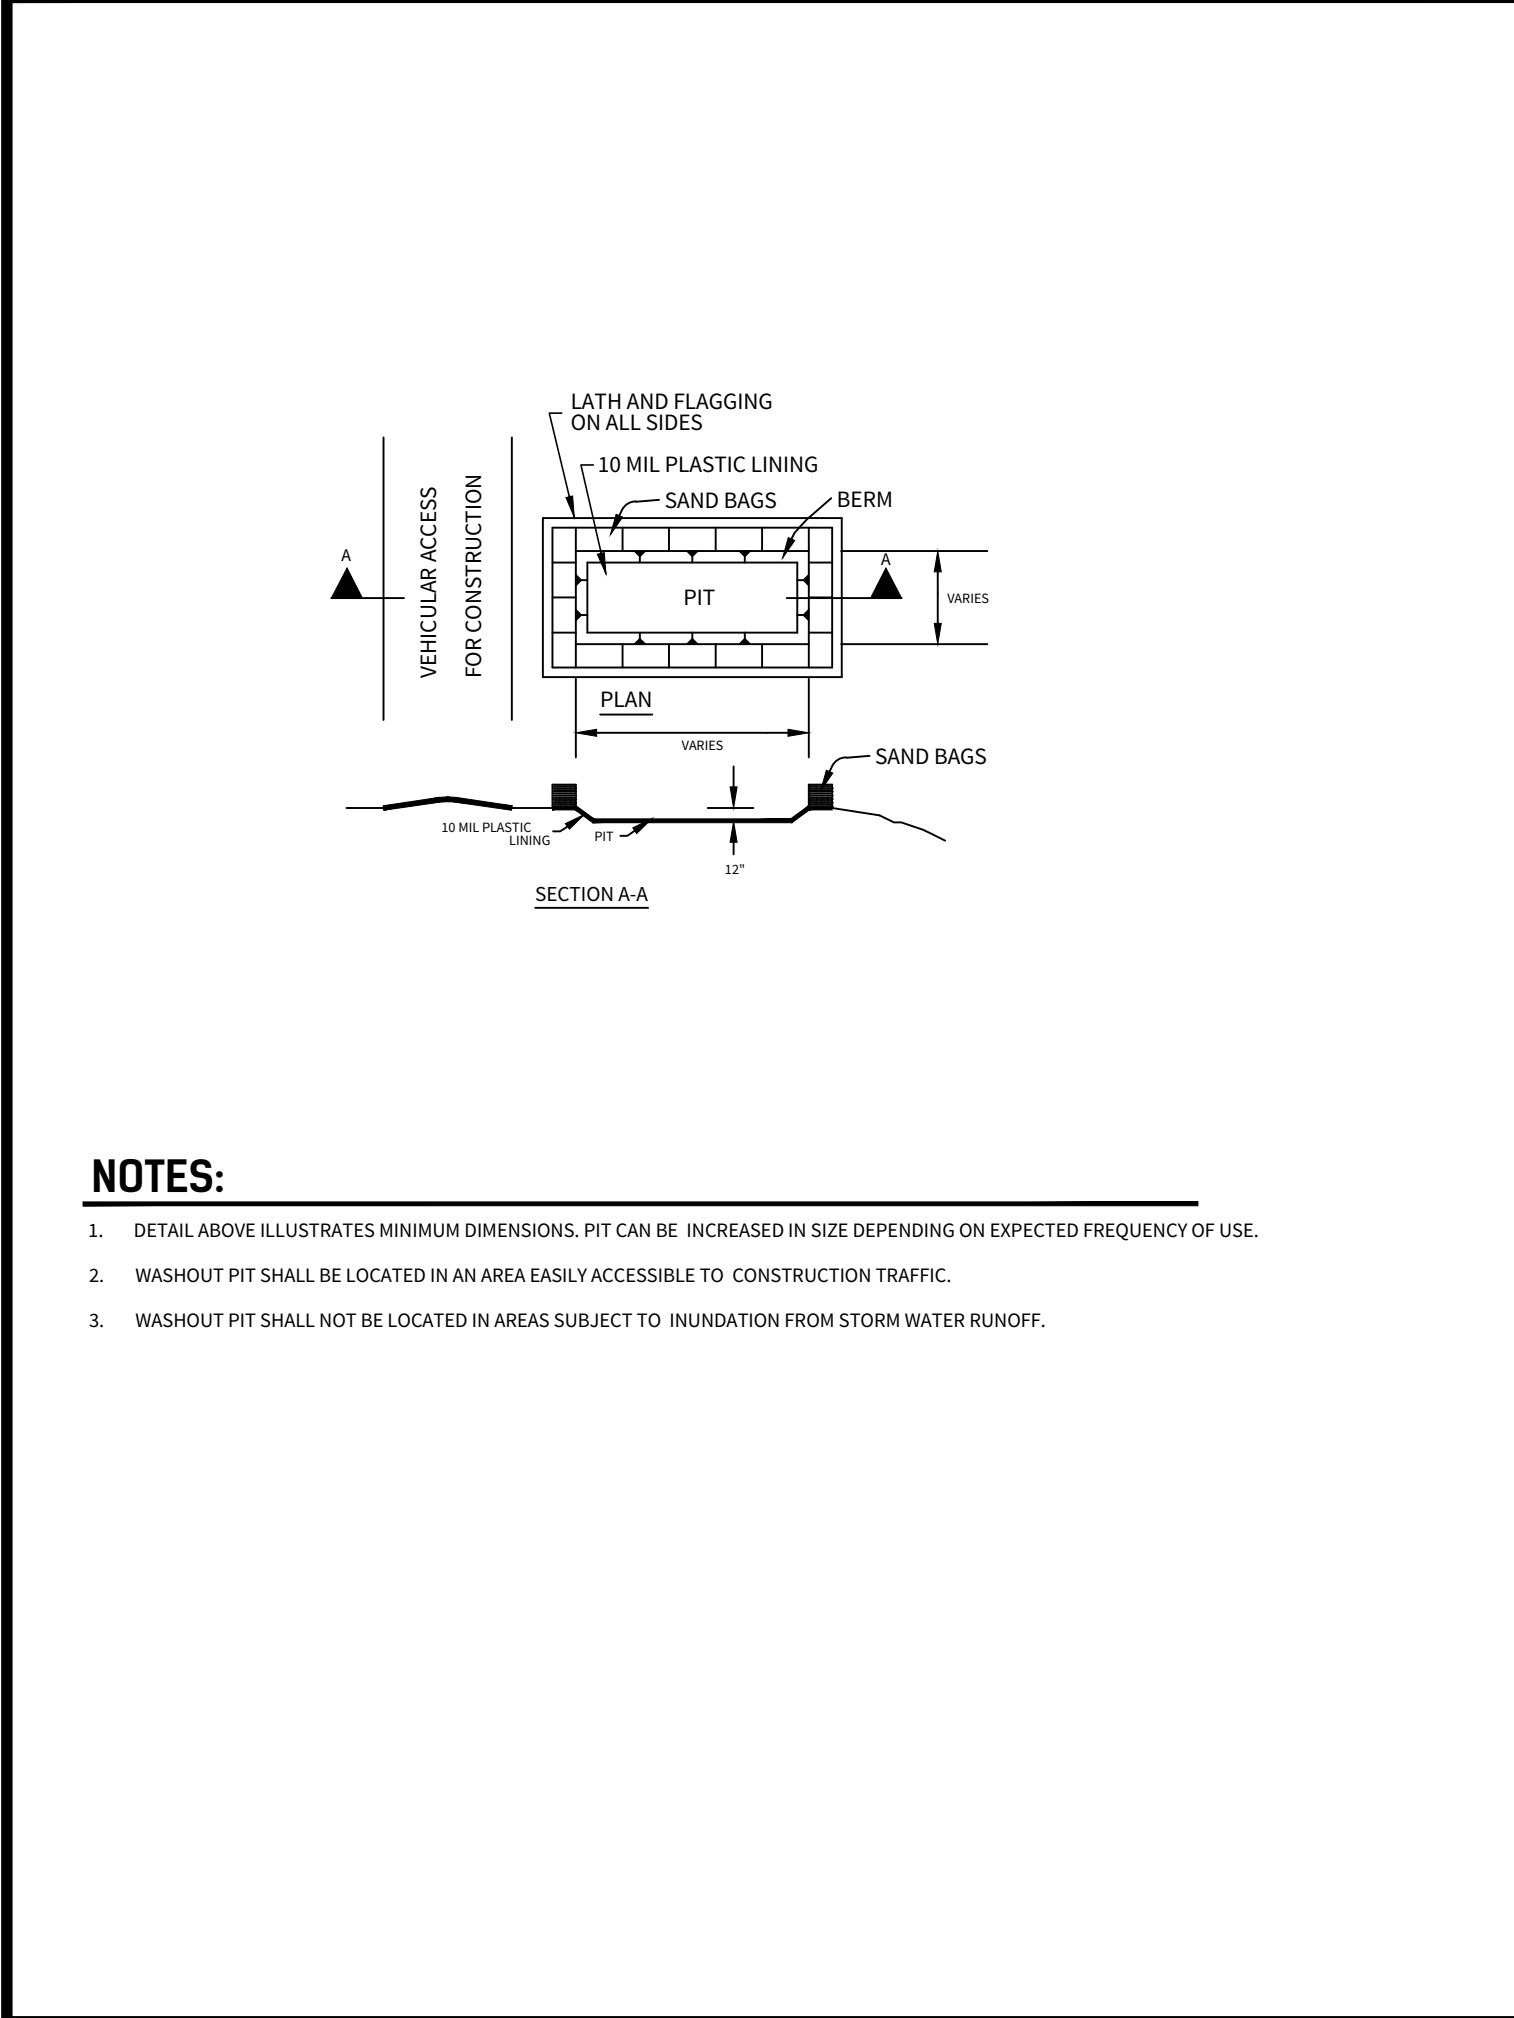 LATH AND FLAGGING
ON ALL SIDES
10 MIL PLASTIC LINING
SAND BAGS
BERM
VEHICULAR ACCESS
FOR CONSTRUCTION
A
A
PIT
VARIES
PLAN
VARIES
SAND BAGS
10 MIL PLASTIC
LINING
PIT
12"
SECTION A-A
NOTES:
1. DETAIL ABOVE ILLUSTRATES MINIMUM DIMENSIONS. PIT CAN BE INCREASED IN SIZE DEPENDING ON EXPECTED FREQUENCY OF USE.
2. WASHOUT PIT SHALL BE LOCATED IN AN AREA EASILY ACCESSIBLE TO CONSTRUCTION TRAFFIC.
3. WASHOUT PIT SHALL NOT BE LOCATED IN AREAS SUBJECT TO INUNDATION FROM STORM WATER RUNOFF.